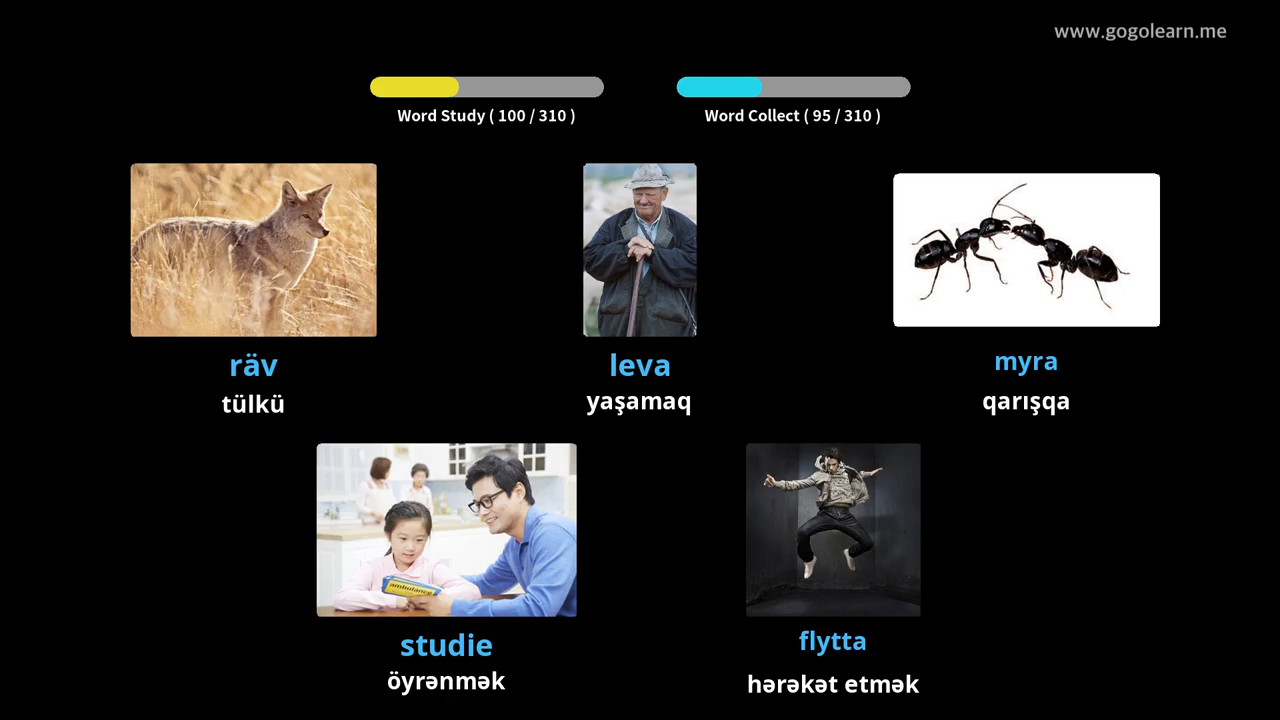 www.gogolearn.me
Word Study ( 100 / 310 )
Word Collect ( 95 / 310 )
räv
tülkü
leva
yaşamaq
myra
qarışqa
ambulance
studie
öyrənmək
flytta
hərəkət etmək